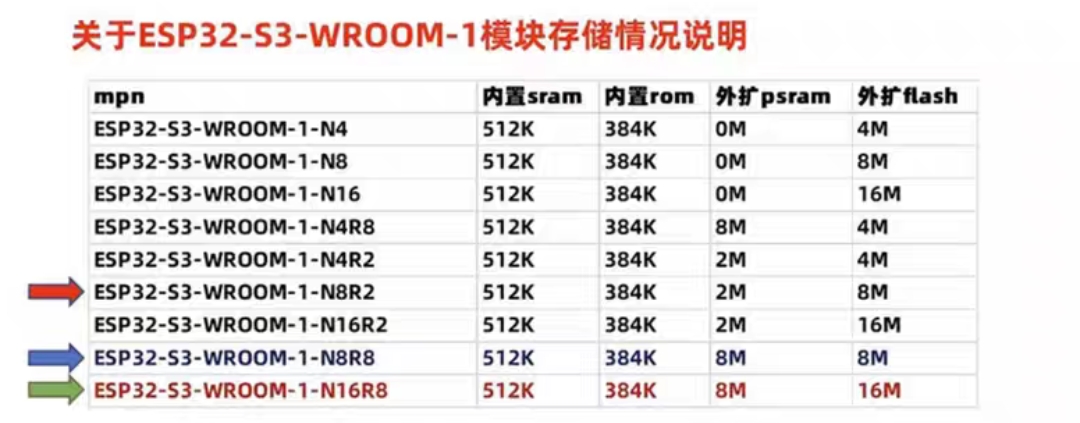 关于ESP32-S3-WROOM-1模块存储情况说明
mpn 内置sram 内置rom 外扩psram 外扩flash
ESP32-S3-WROOM-1-N4 512K 384K 0M 4M
ESP32-S3-WROOM-1-N8 512K 384K 0M 8M
ESP32-S3-WROOM-1-N16 512K 384K 0M 16M
ESP32-S3-WROOM-1-N4R8 512K 384K 8M 4M
ESP32-S3-WROOM-1-N4R2 512K 384K 2M 4M
ESP32-S3-WROOM-1-N8R2 512K 384K 2M 8M
ESP32-S3-WROOM-1-N16R2 512K 384K 2M 16M
ESP32-S3-WROOM-1-N8R8 512K 384K 8M 8M
ESP32-S3-WROOM-1-N16R8 512K 384K 8M 16M